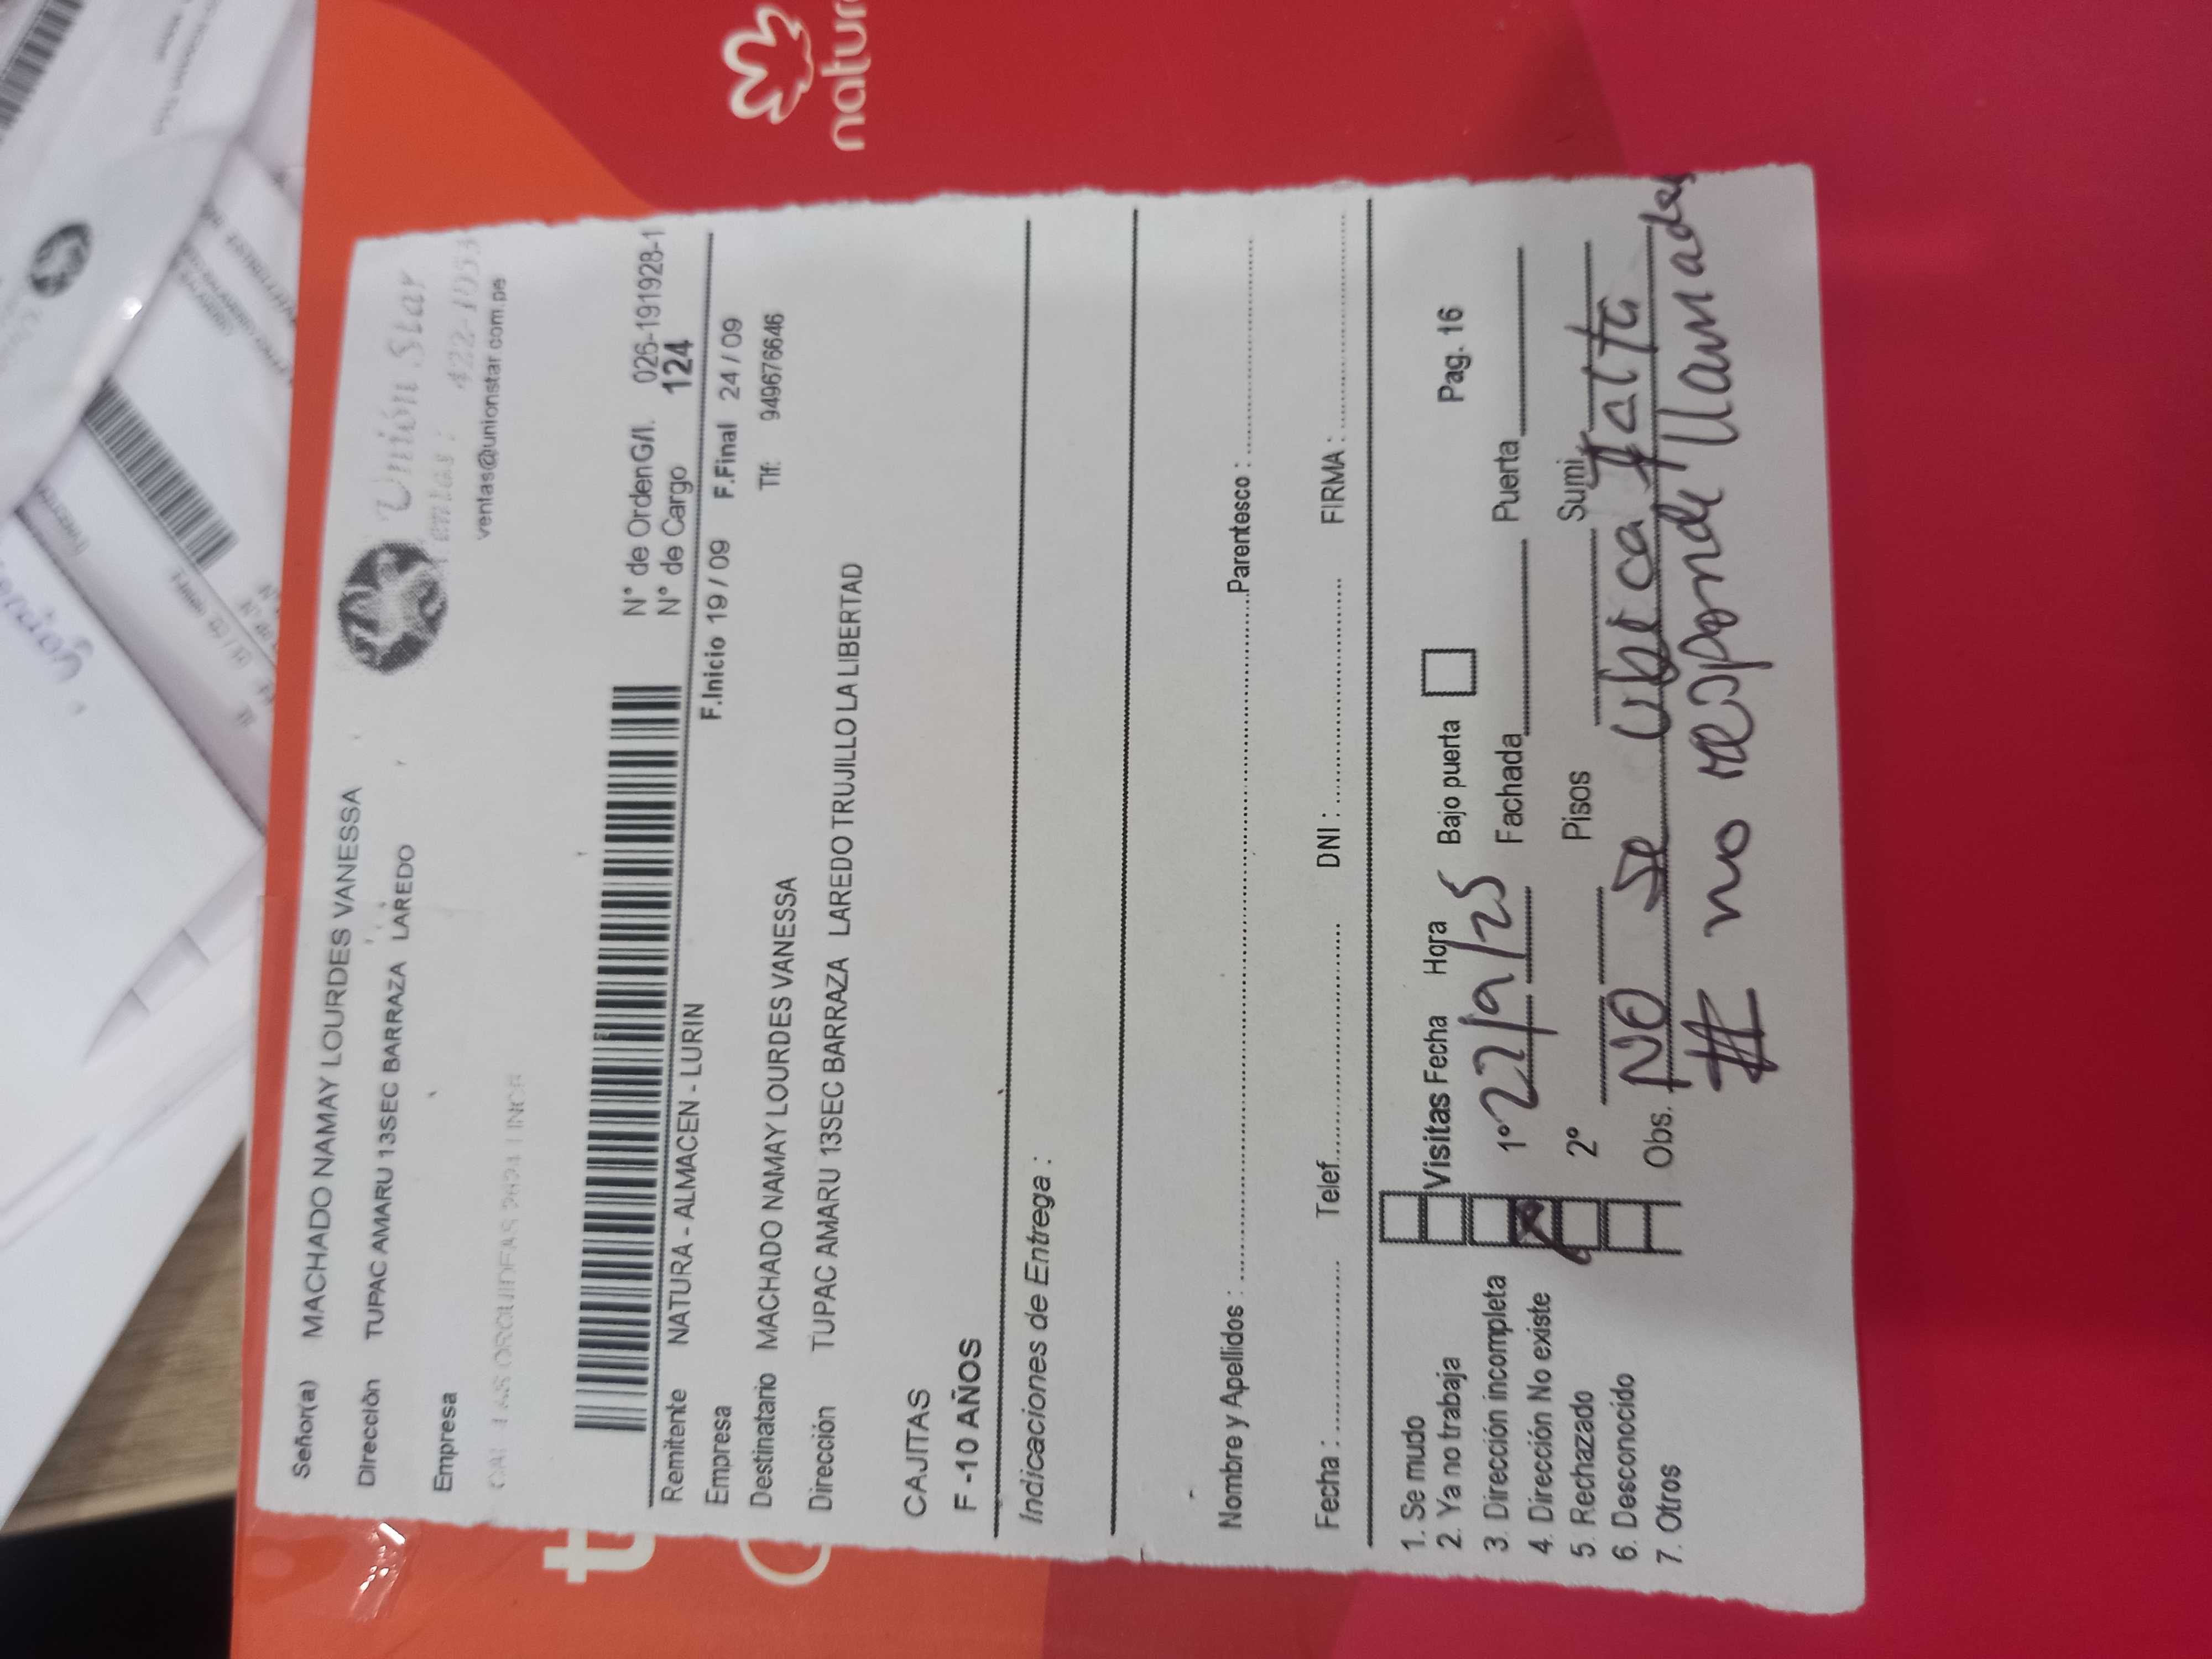 natura
Señor(a) MACHADO NAMAY LOURDES VANESSA
Dirección TUPAC AMARU 13SEC BARRAZA LAREDO
Empresa
Unión Star
422-1053
ventas@unionstar.com.pe
N° de OrdenG/I. 026-191928-1
N° de Cargo 124
Remitente NATURA - ALMACEN - LURIN
F.Inicio 19 / 09 F.Final 24 / 09
Empresa
Destinatario MACHADO NAMAY LOURDES VANESSA Tlf: 949676646
Dirección TUPAC AMARU 13SEC BARRAZA LAREDO TRUJILLO LA LIBERTAD
CAJITAS
F -10 AÑOS
Indicaciones de Entrega :
Nombre y Apellidos : Parentesco :
Fecha : Telef. DNI : FIRMA :
1. Se mudo
2. Ya no trabaja
3. Dirección incompleta
4. Dirección No existe
5. Rechazado
6. Desconocido
7. Otros
Visitas Fecha Hora Bajo puerta Pag. 16
1° 22/9/25 Fachada Puerta
2° Pisos Sumi
Obs. NO se ubica falta
# no responde llamadas